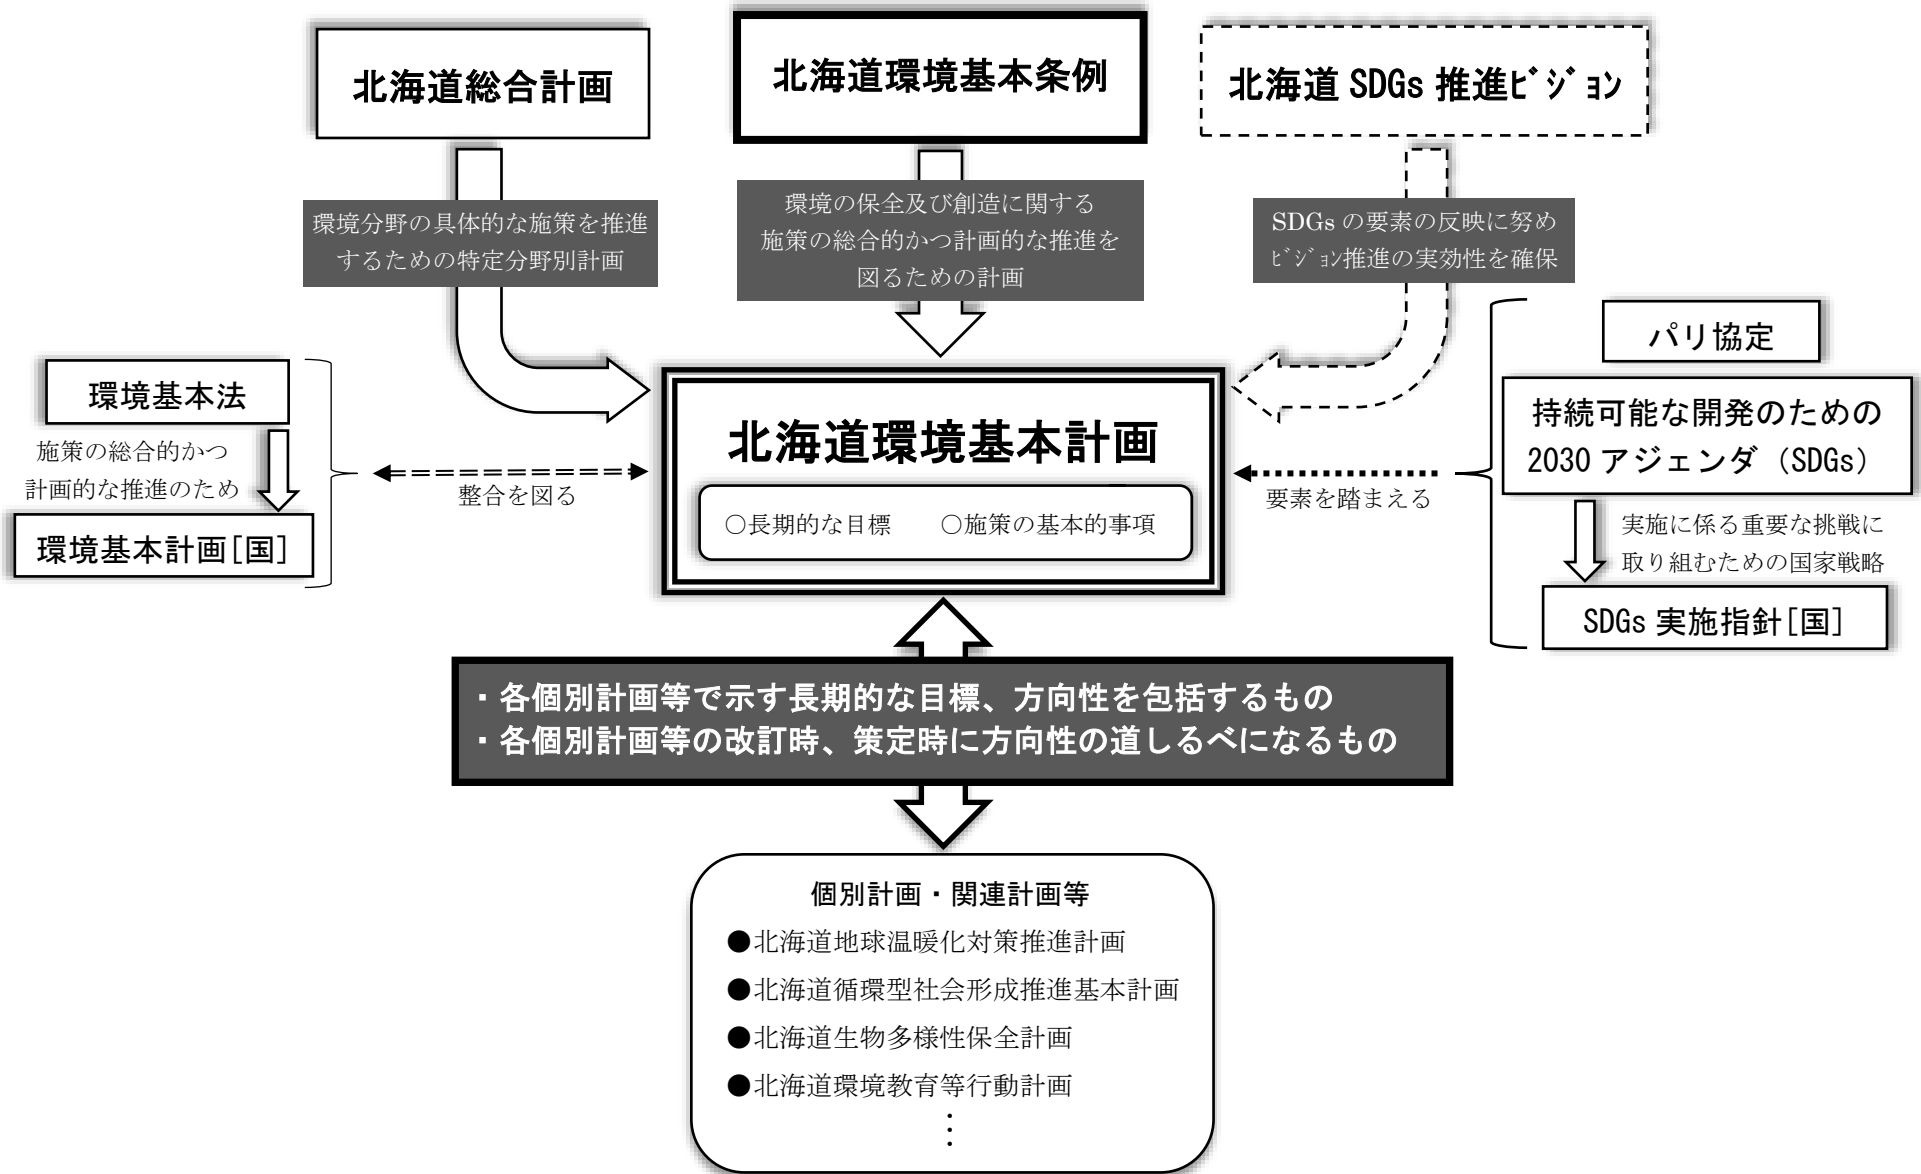 北海道総合計画
北海道環境基本条例
北海道 SDGs 推進ﾋﾞｼﾞｮﾝ
環境分野の具体的な施策を推進
するための特定分野別計画
環境の保全及び創造に関する
施策の総合的かつ計画的な推進を
図るための計画
SDGs の要素の反映に努め
ﾋﾞｼﾞｮﾝ推進の実効性を確保
環境基本法
施策の総合的かつ
計画的な推進のため
環境基本計画[国]
整合を図る
北海道環境基本計画
○長期的な目標 ○施策の基本的事項
要素を踏まえる
パリ協定
持続可能な開発のための
2030 アジェンダ（SDGs）
実施に係る重要な挑戦に
取り組むための国家戦略
SDGs 実施指針[国]
・各個別計画等で示す長期的な目標、方向性を包括するもの
・各個別計画等の改訂時、策定時に方向性の道しるべになるもの
個別計画・関連計画等
●北海道地球温暖化対策推進計画
●北海道循環型社会形成推進基本計画
●北海道生物多様性保全計画
●北海道環境教育等行動計画
⋮